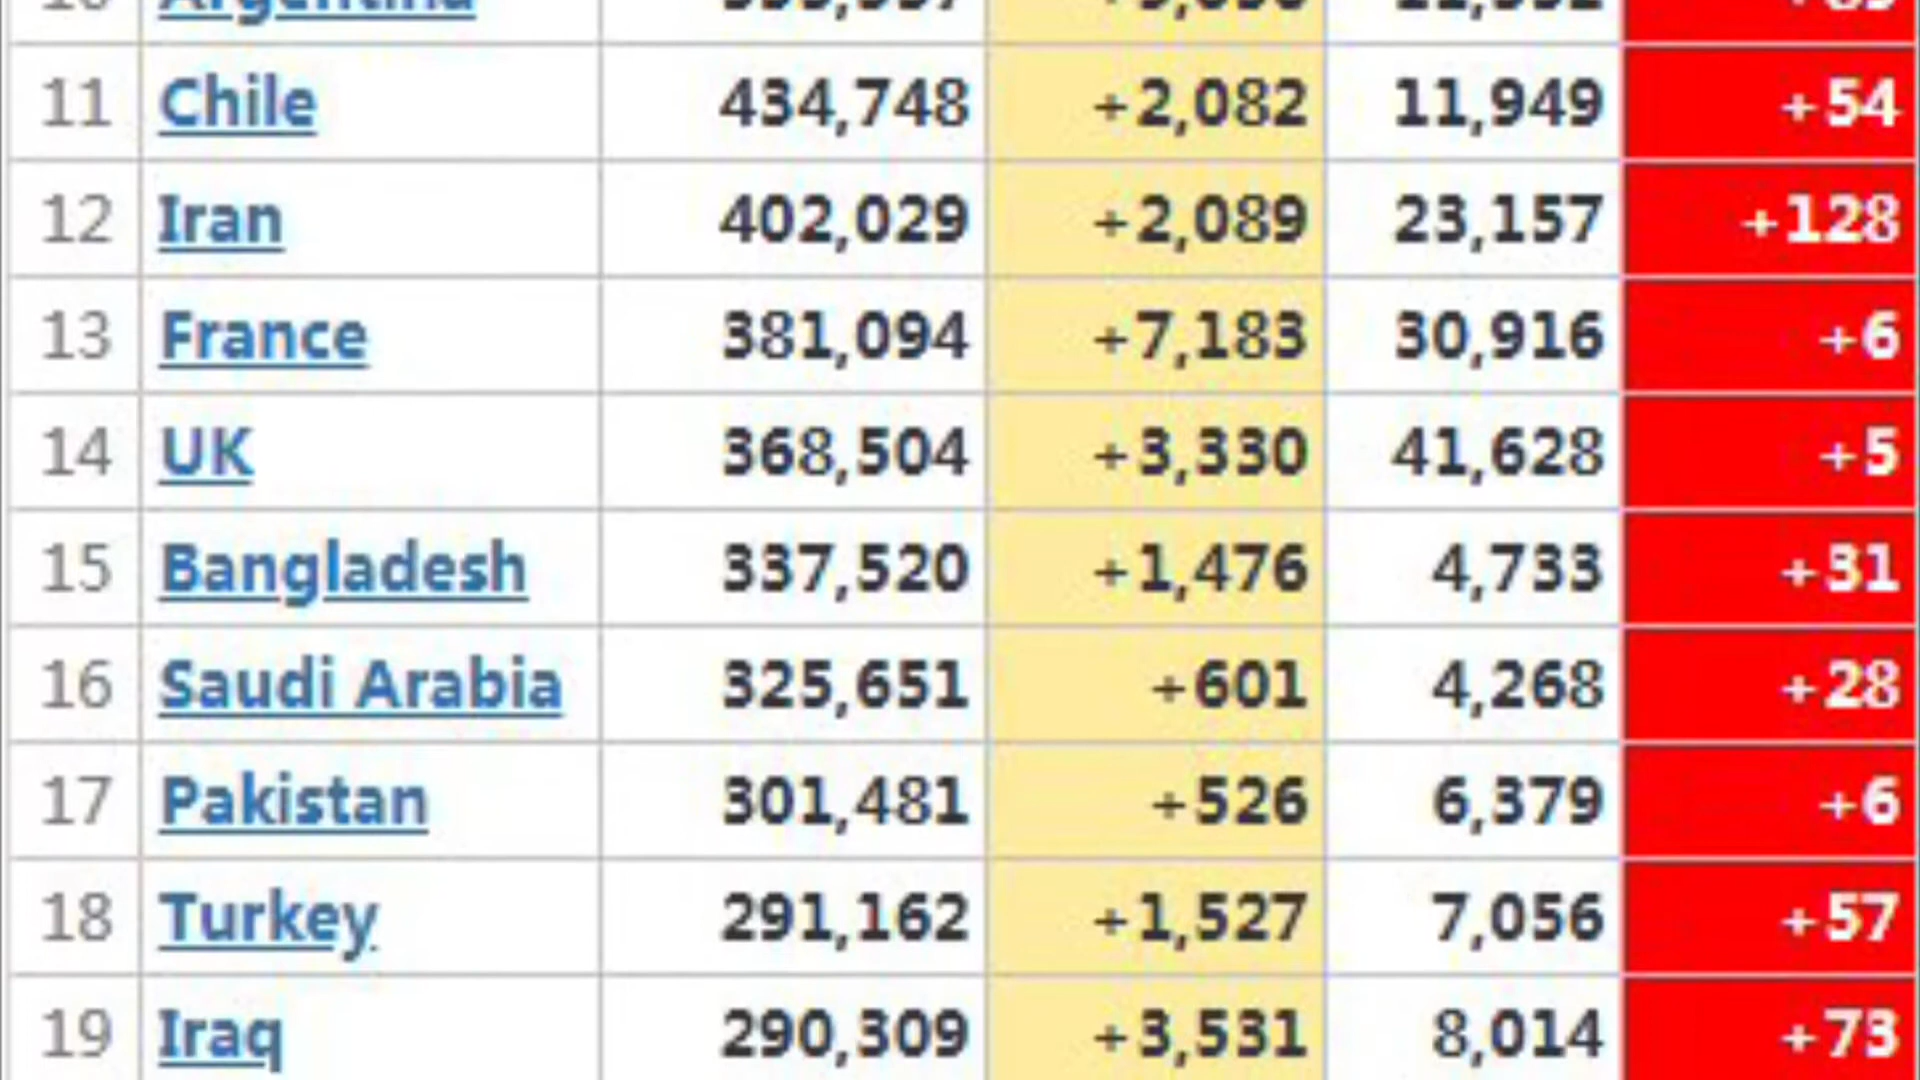 Argentina
11 Chile 434,748 +2,082 11,949 +54
12 Iran 402,029 +2,089 23,157 +128
13 France 381,094 +7,183 30,916 +6
14 UK 368,504 +3,330 41,628 +5
15 Bangladesh 337,520 +1,476 4,733 +31
16 Saudi Arabia 325,651 +601 4,268 +28
17 Pakistan 301,481 +526 6,379 +6
18 Turkey 291,162 +1,527 7,056 +57
19 Iraq 290,309 +3,531 8,014 +73